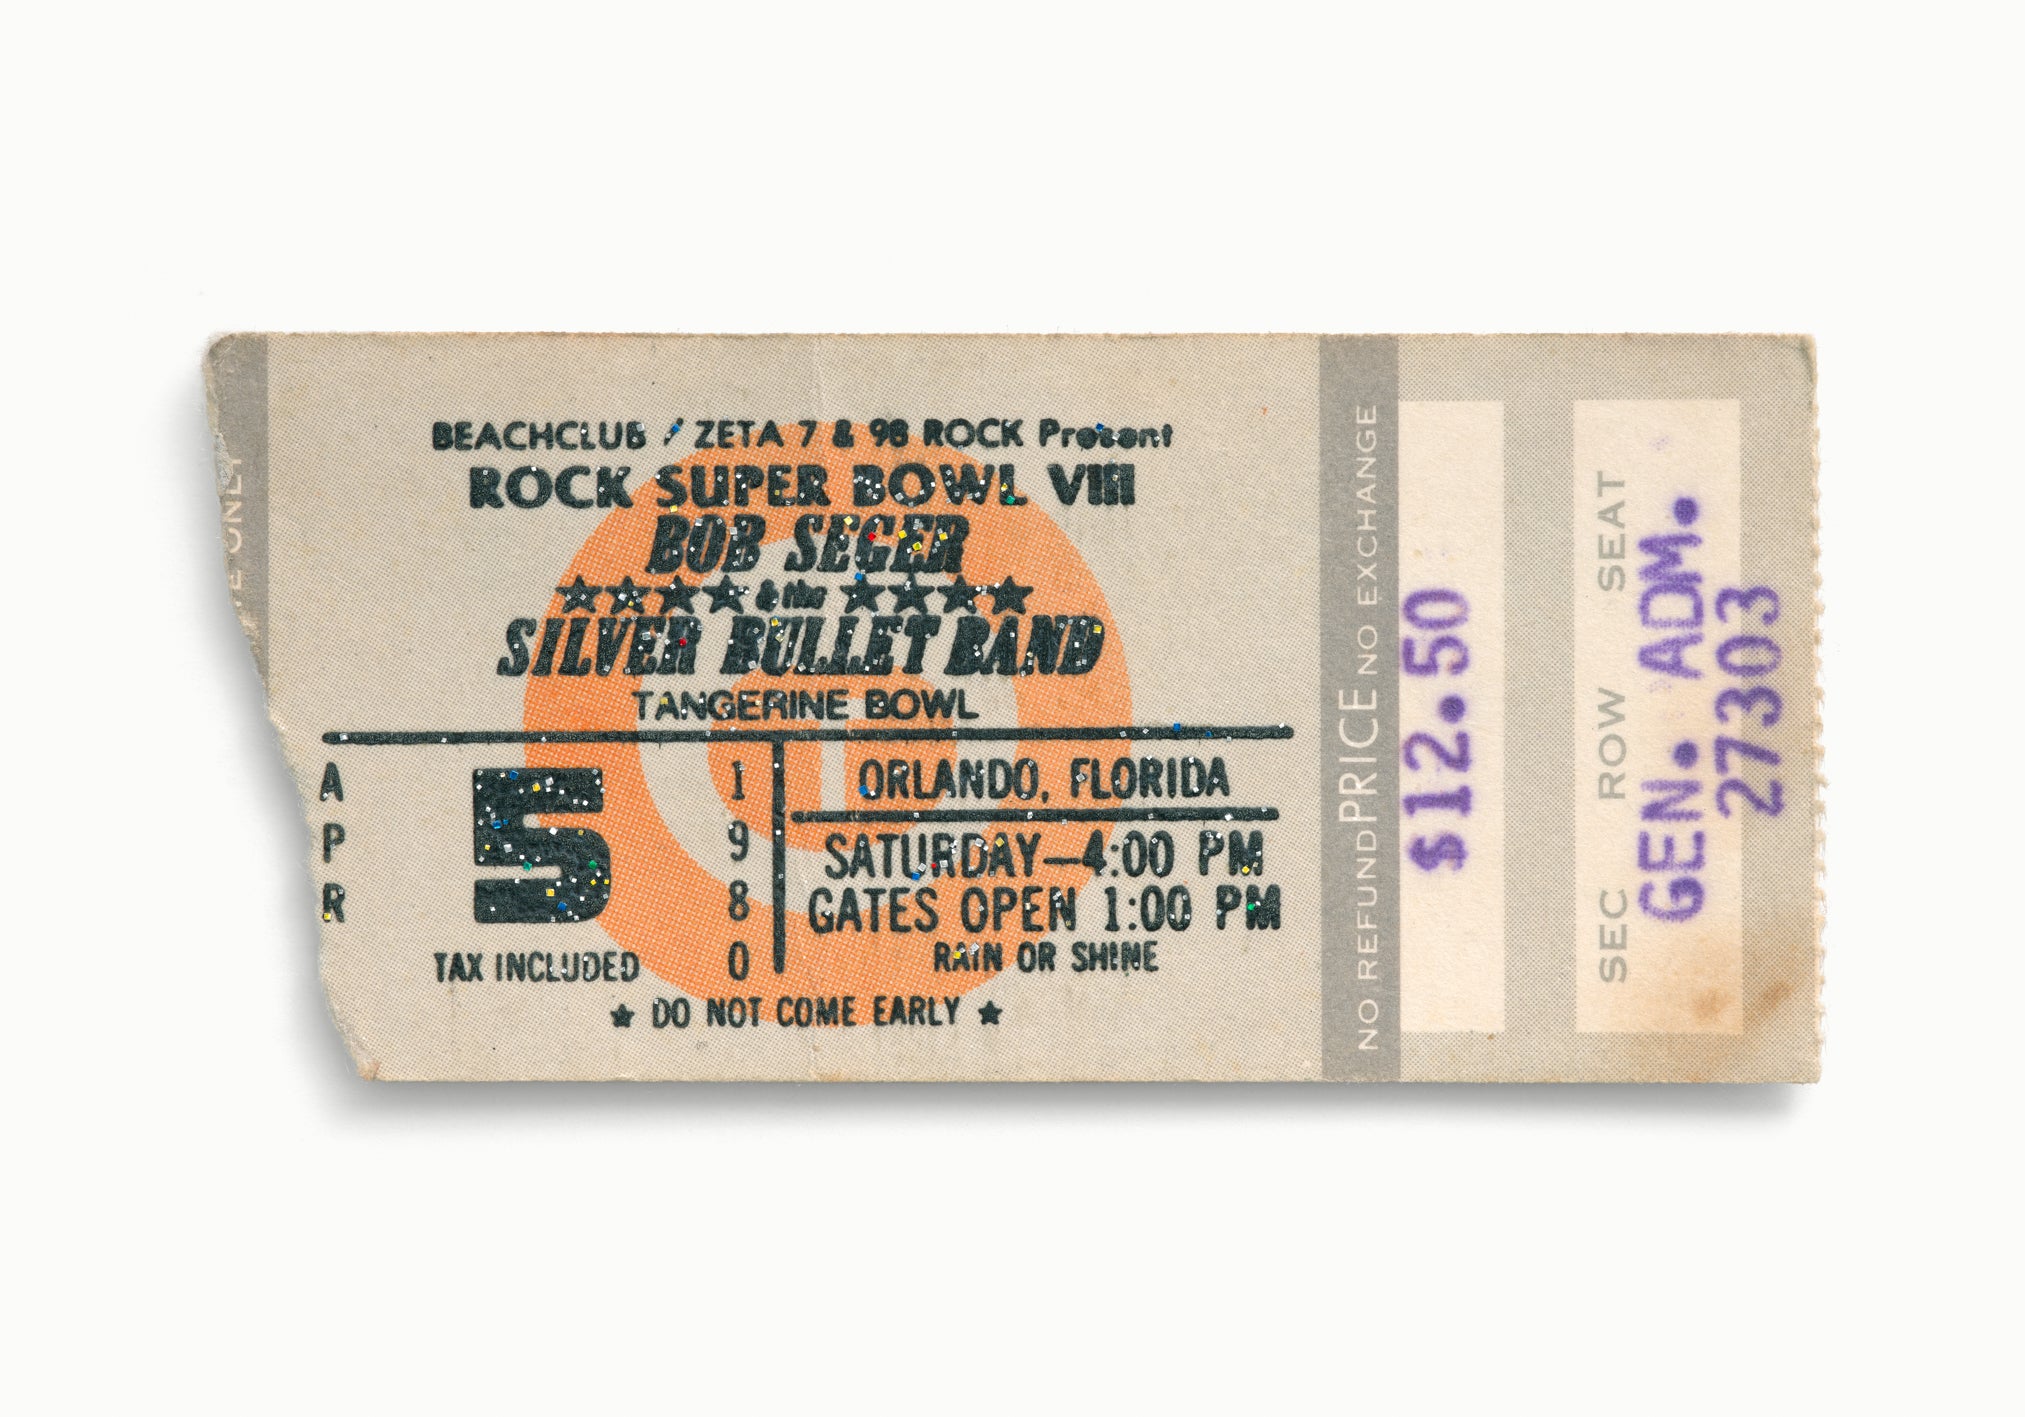 BEACHCLUB / ZETA 7 & 98 ROCK Present
ROCK SUPER BOWL VIII
BOB SEGER
★★★★ & the ★★★★
SILVER BULLET BAND
TANGERINE BOWL
APR 5 1980
ORLANDO, FLORIDA
SATURDAY—4:00 PM
GATES OPEN 1:00 PM
TAX INCLUDED
RAIN OR SHINE
★ DO NOT COME EARLY ★
NO REFUND PRICE NO EXCHANGE
$12.50
SEC ROW SEAT
GEN. ADM.
27303
ONLY